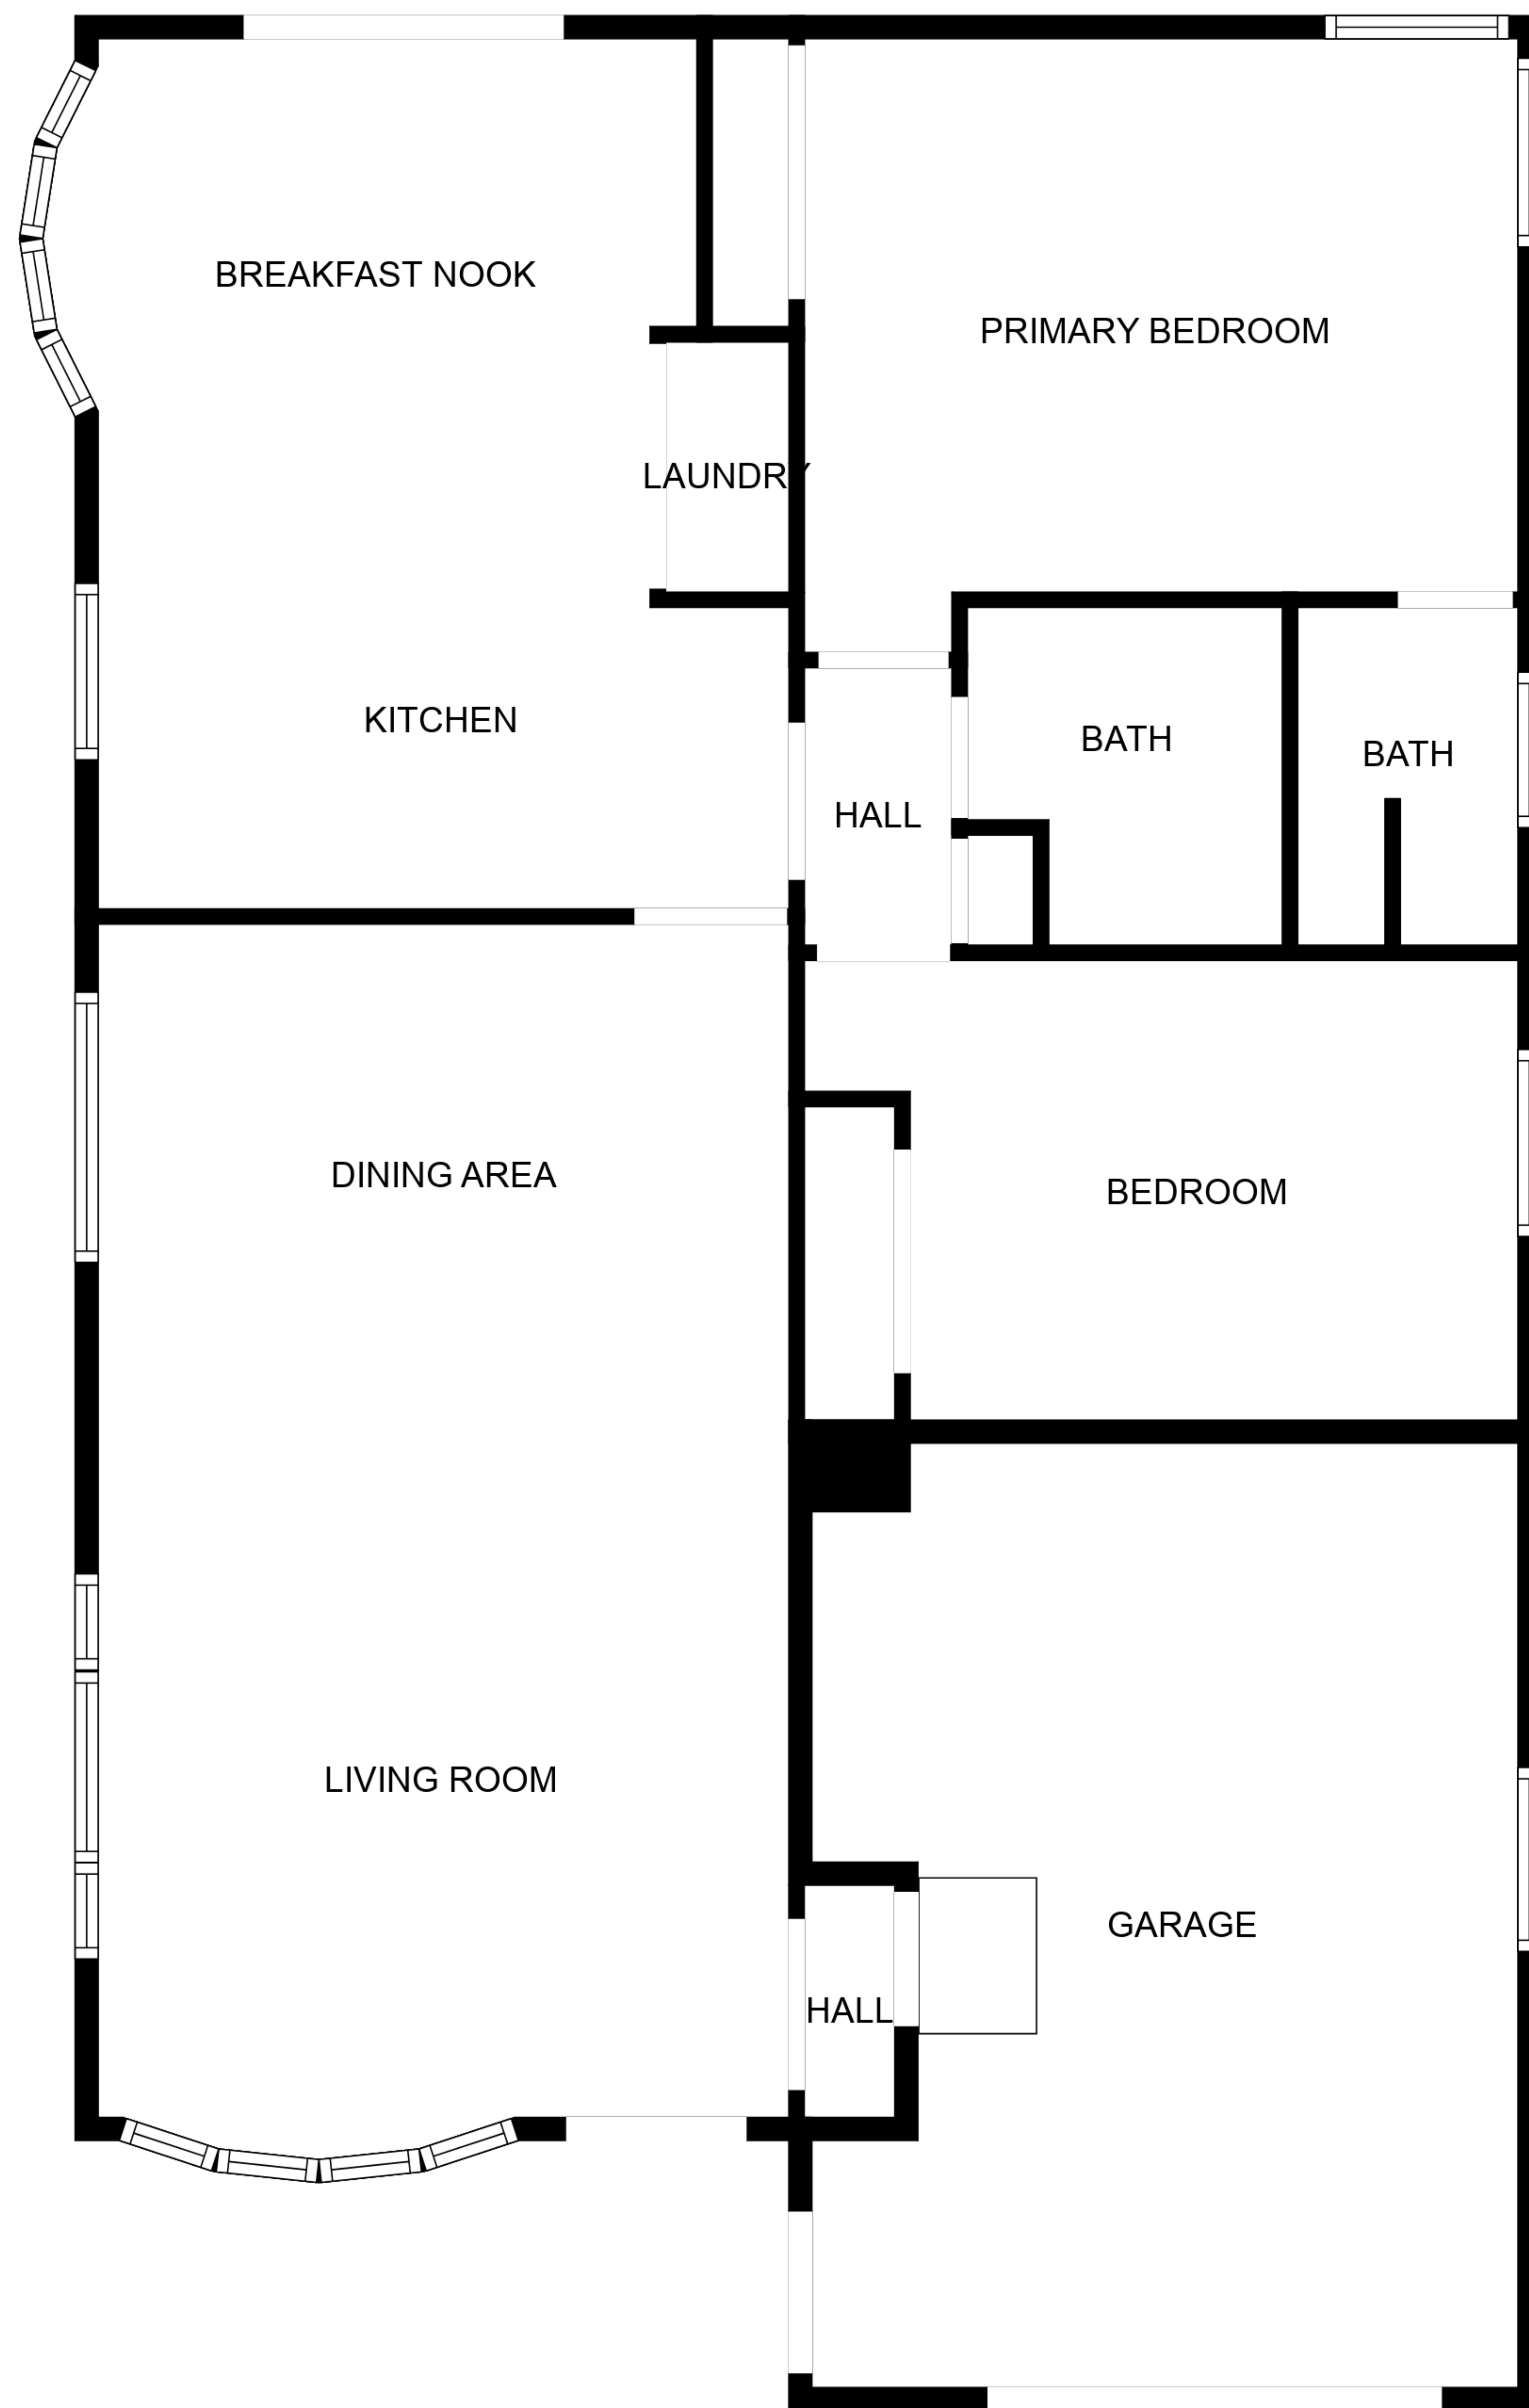 BREAKFAST NOOK
PRIMARY BEDROOM
LAUNDRY
KITCHEN
BATH
BATH
HALL
DINING AREA
BEDROOM
LIVING ROOM
GARAGE
HALL